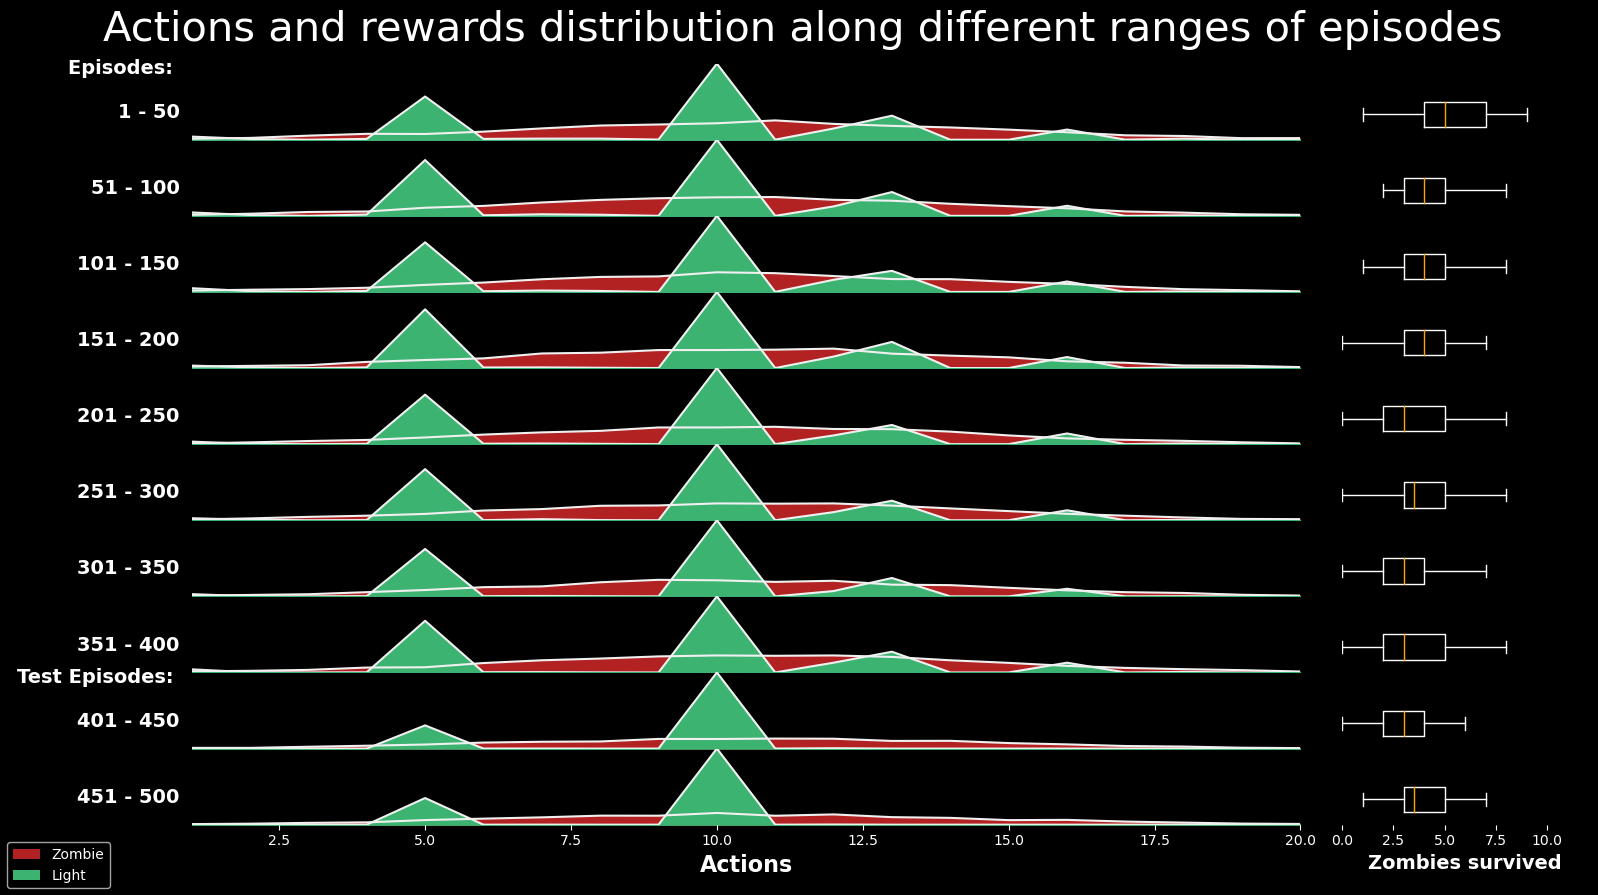 Actions and rewards distribution along different ranges of episodes
Episodes:
1 - 50
51 - 100
101 - 150
151 - 200
201 - 250
251 - 300
301 - 350
351 - 400
Test Episodes:
401 - 450
451 - 500
2.5 5.0 7.5 10.0 12.5 15.0 17.5 20.0
0.0 2.5 5.0 7.5 10.0
Actions
Zombies survived
Zombie
Light